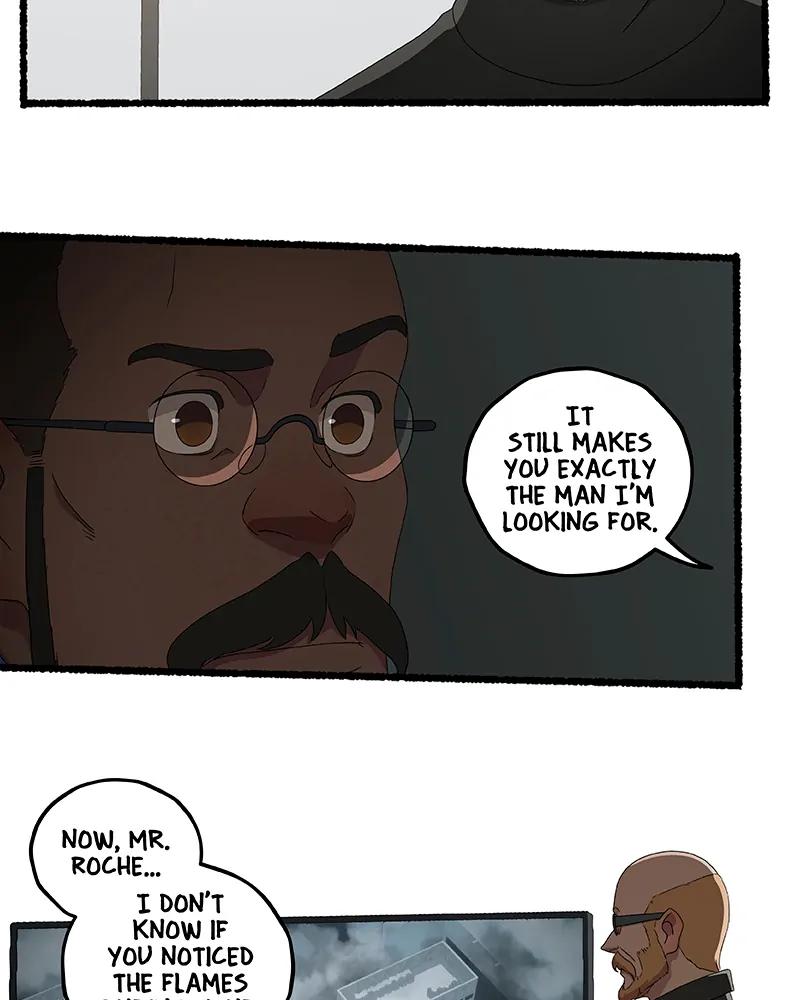 IT
STILL MAKES
YOU EXACTLY
THE MAN I'M
LOOKING FOR.
NOW, MR.
ROCHE...
I DON'T
KNOW IF
YOU NOTICED
THE FLAMES